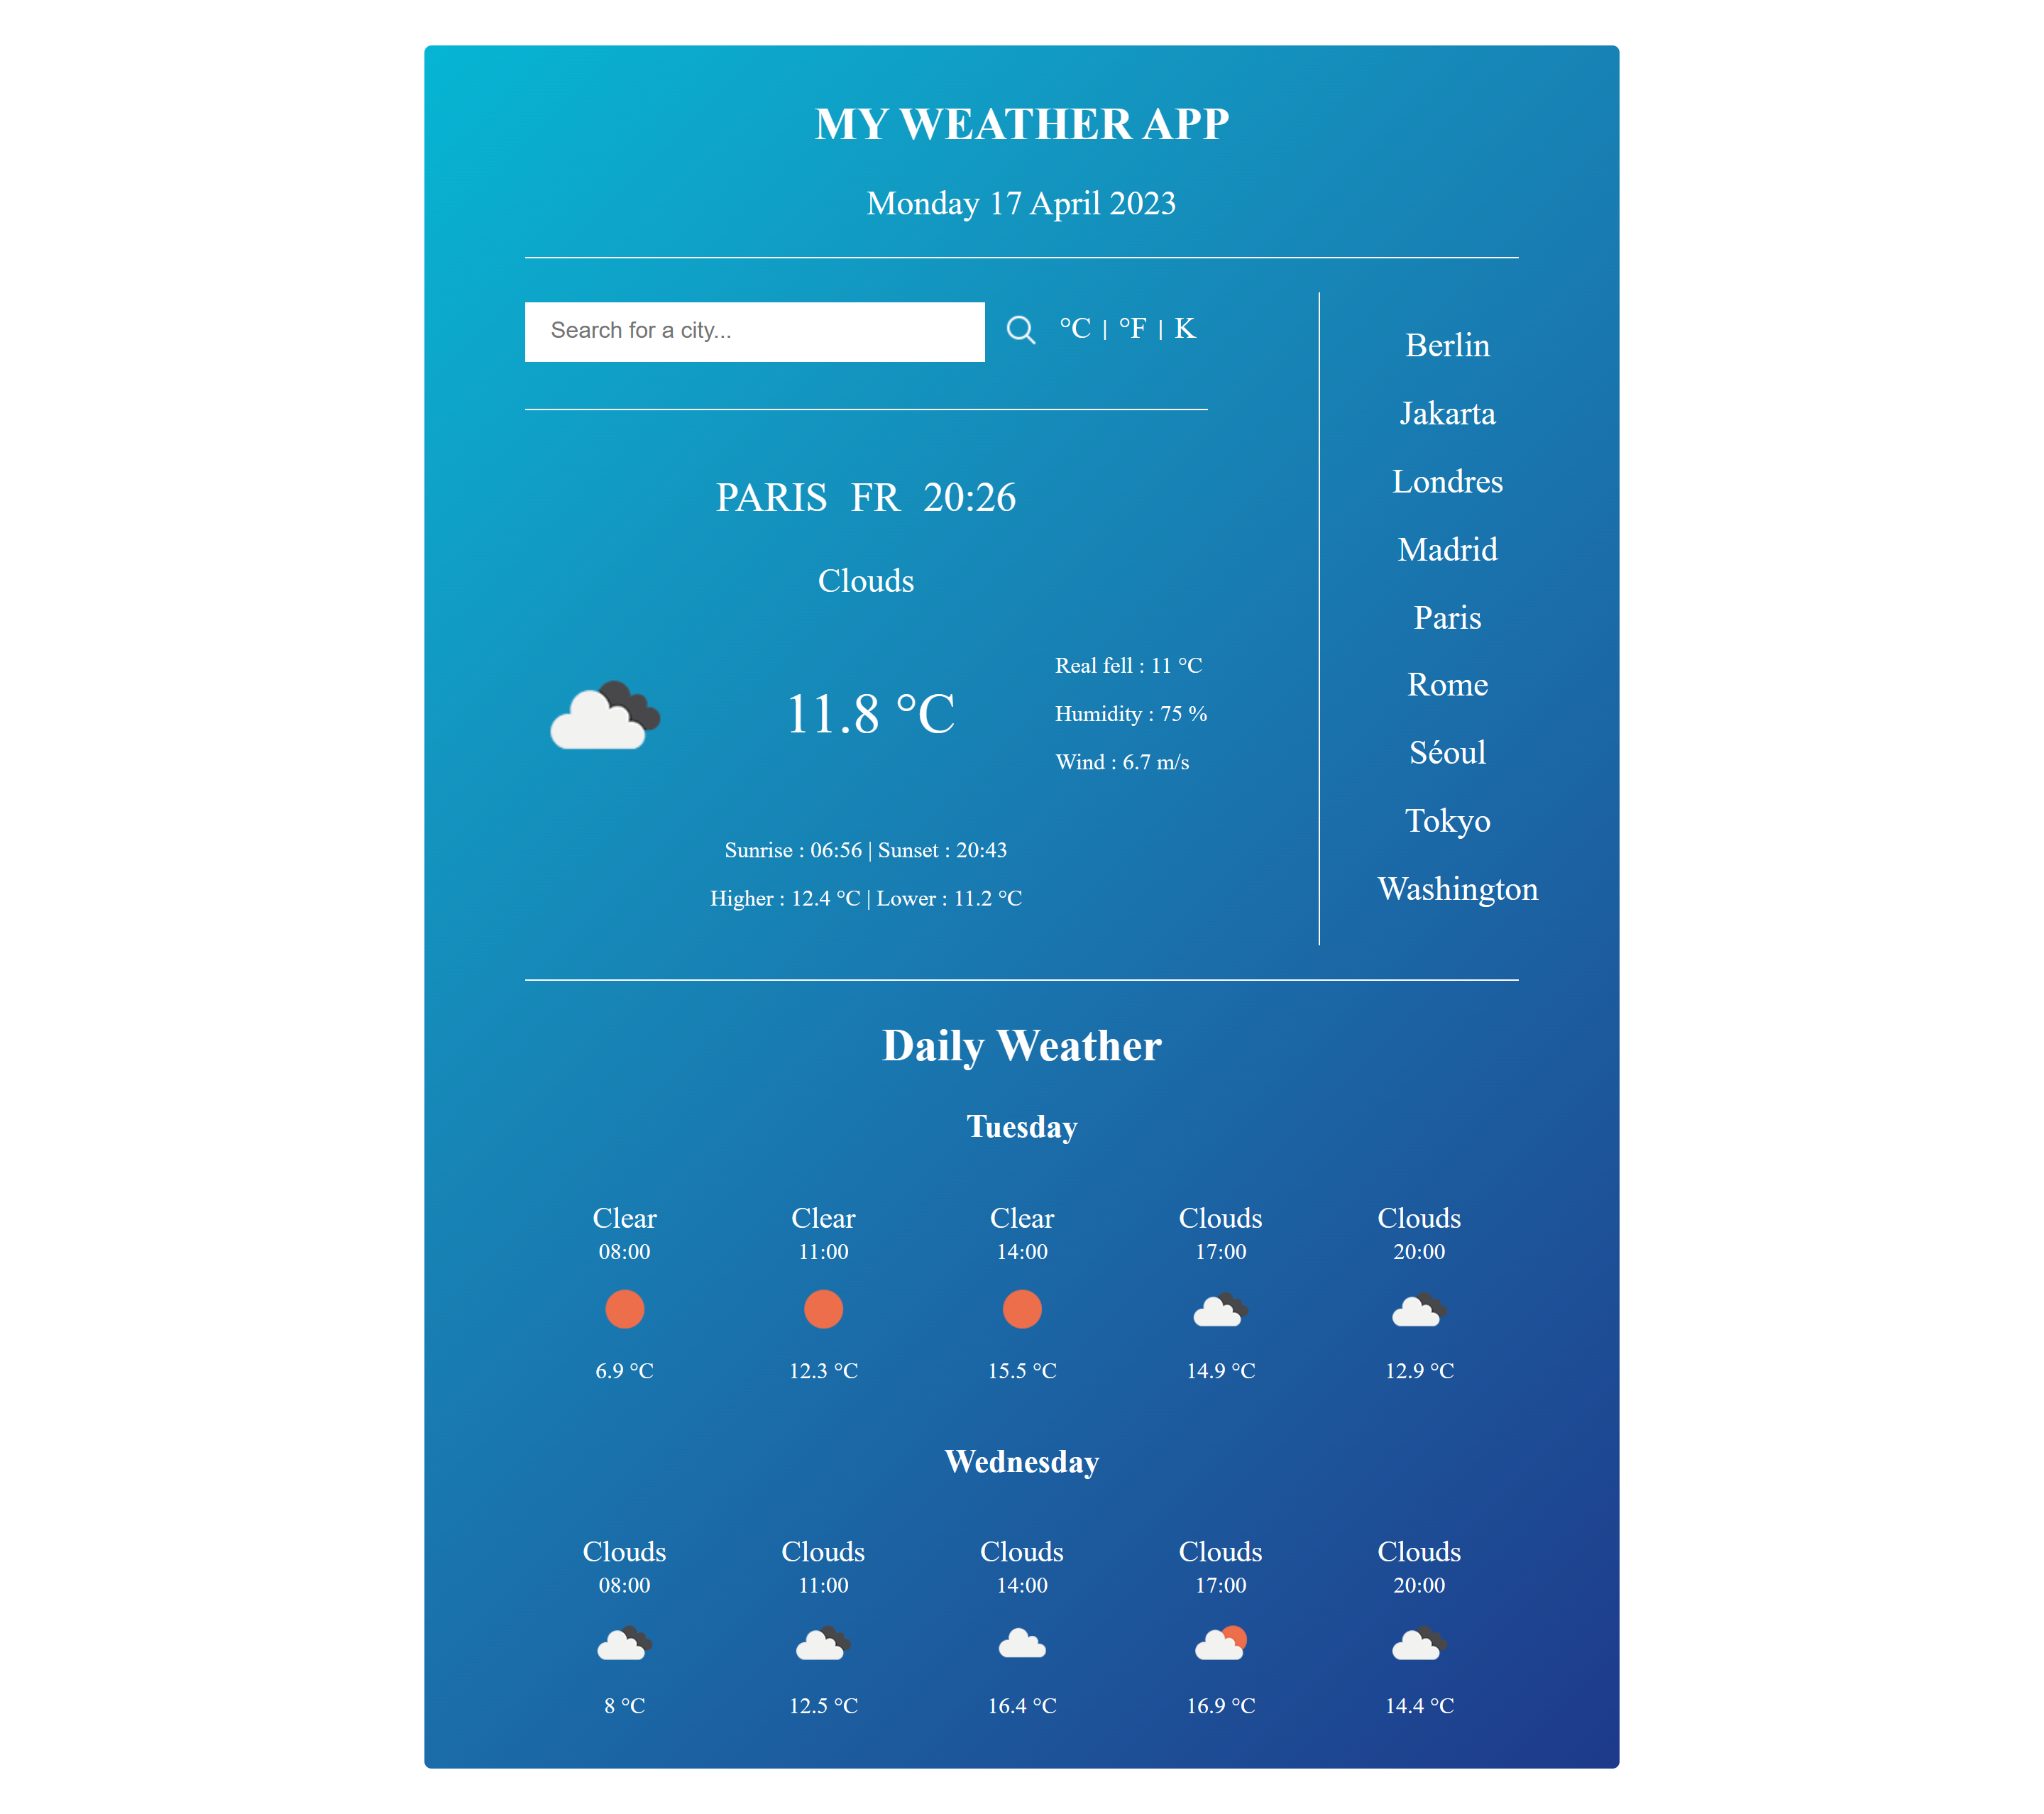 MY WEATHER APP
Monday 17 April 2023
Search for a city...
°C | °F | K
PARIS FR 20:26
Clouds
11.8 °C
Real fell : 11 °C
Humidity : 75 %
Wind : 6.7 m/s
Sunrise : 06:56 | Sunset : 20:43
Higher : 12.4 °C | Lower : 11.2 °C
Berlin
Jakarta
Londres
Madrid
Paris
Rome
Séoul
Tokyo
Washington
Daily Weather
Tuesday
Clear Clear Clear Clouds Clouds
08:00 11:00 14:00 17:00 20:00
6.9 °C 12.3 °C 15.5 °C 14.9 °C 12.9 °C
Wednesday
Clouds Clouds Clouds Clouds Clouds
08:00 11:00 14:00 17:00 20:00
8 °C 12.5 °C 16.4 °C 16.9 °C 14.4 °C